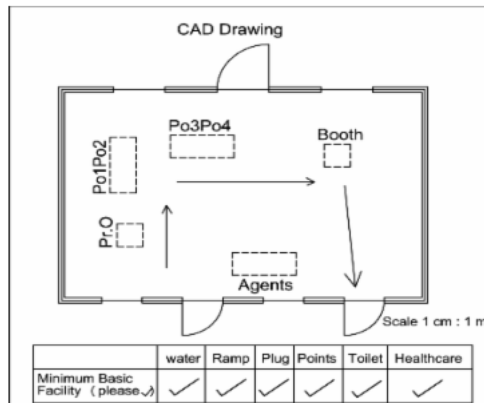 CAD Drawing
Po3Po4
Booth
Po1Po2
Pr.O
Agents
Scale 1 cm : 1 m
water Ramp Plug Points Toilet Healthcare
Minimum Basic
Facility ( please ✓) ✓ ✓ ✓ ✓ ✓ ✓